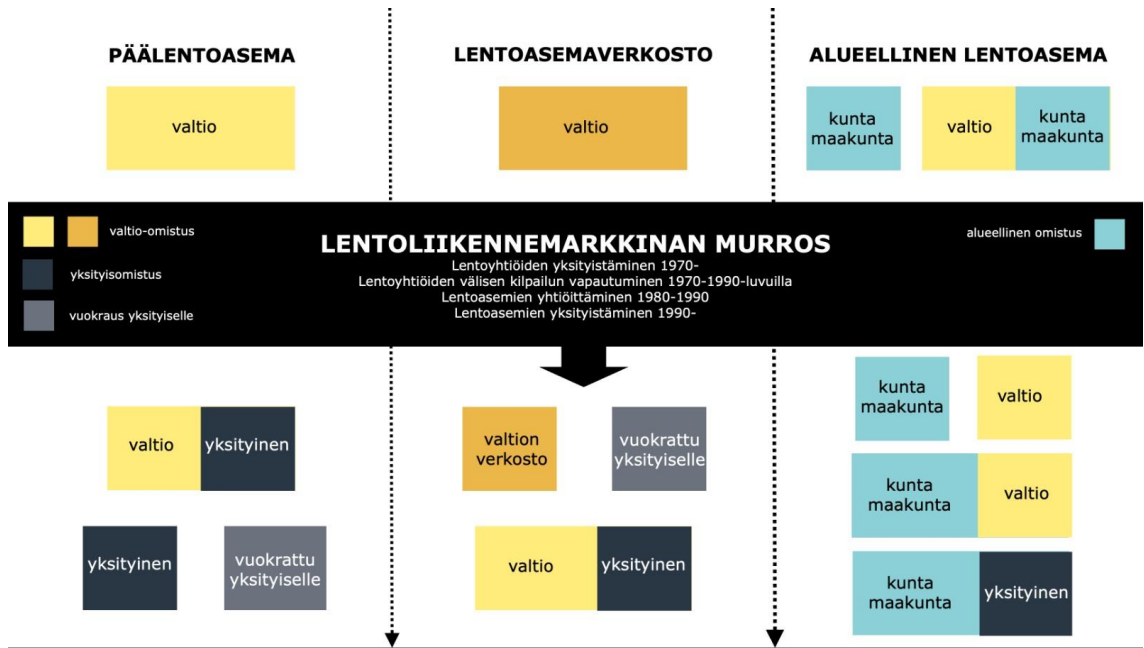 PÄÄLENTOASEMA
LENTOASEMAVERKOSTO
ALUEELLINEN LENTOASEMA
valtio
valtio
kunta
maakunta
valtio
kunta
maakunta
valtio-omistus
yksityisomistus
vuokraus yksityiselle
LENTOLIIKENNEMARKKINAN MURROS
Lentoyhtiöiden yksityistäminen 1970-
Lentoyhtiöiden välisen kilpailun vapautuminen 1970-1990-luvuilla
Lentoasemien yhtiöittäminen 1980-1990
Lentoasemien yksityistäminen 1990-
alueellinen omistus
valtio
yksityinen
yksityinen
vuokrattu
yksityiselle
valtion
verkosto
vuokrattu
yksityiselle
valtio
yksityinen
kunta
maakunta
valtio
kunta
maakunta
valtio
kunta
maakunta
yksityinen